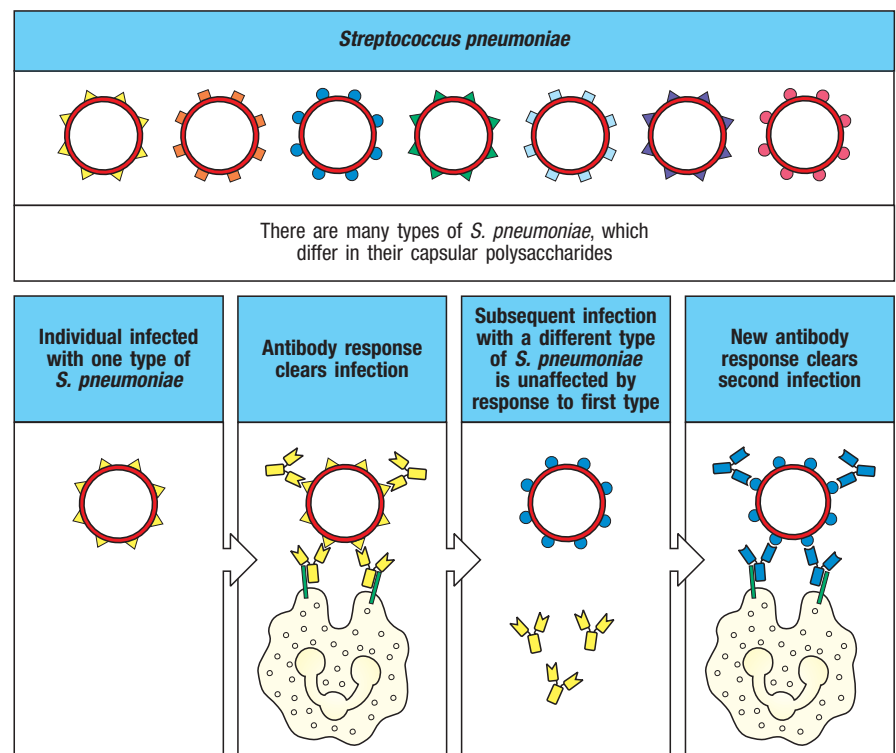 Streptococcus pneumoniae
There are many types of S. pneumoniae, which
differ in their capsular polysaccharides
Individual infected
with one type of
S. pneumoniae
Antibody response
clears infection
Subsequent infection
with a different type
of S. pneumoniae
is unaffected by
response to first type
New antibody
response clears
second infection